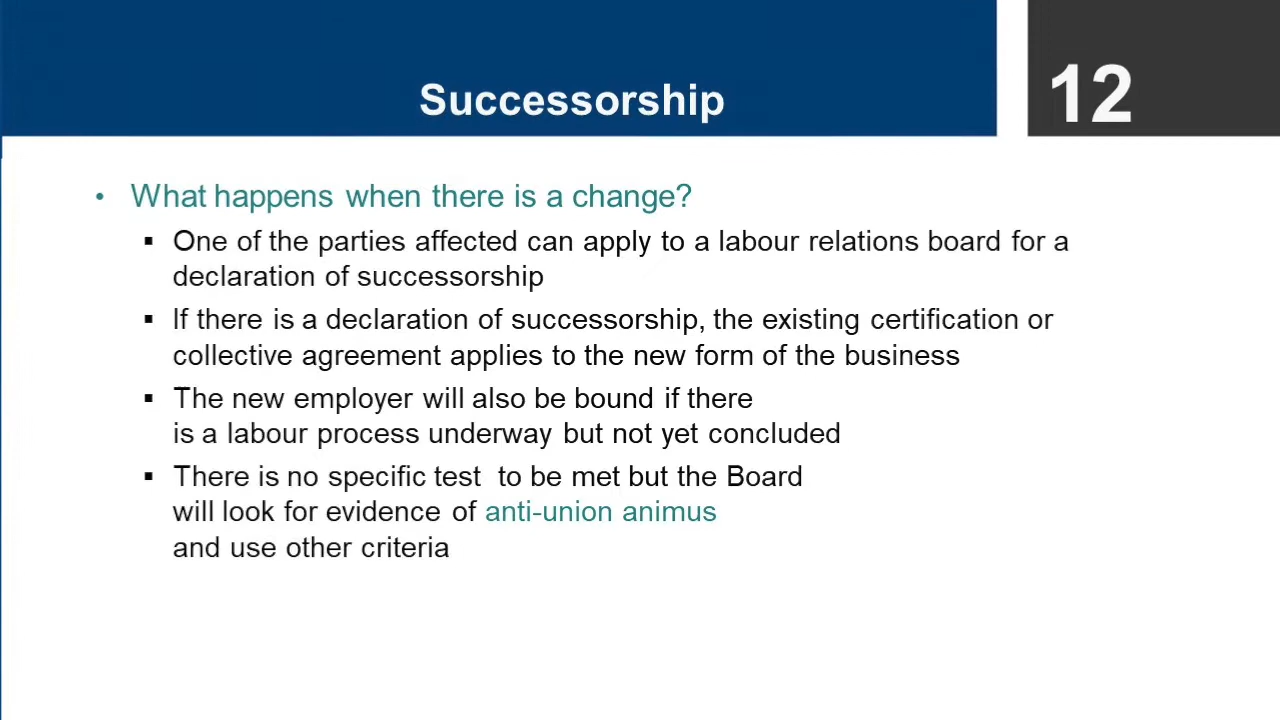 Successorship
12
• What happens when there is a change?
▪ One of the parties affected can apply to a labour relations board for a
declaration of successorship
▪ If there is a declaration of successorship, the existing certification or
collective agreement applies to the new form of the business
▪ The new employer will also be bound if there
is a labour process underway but not yet concluded
▪ There is no specific test to be met but the Board
will look for evidence of anti-union animus
and use other criteria